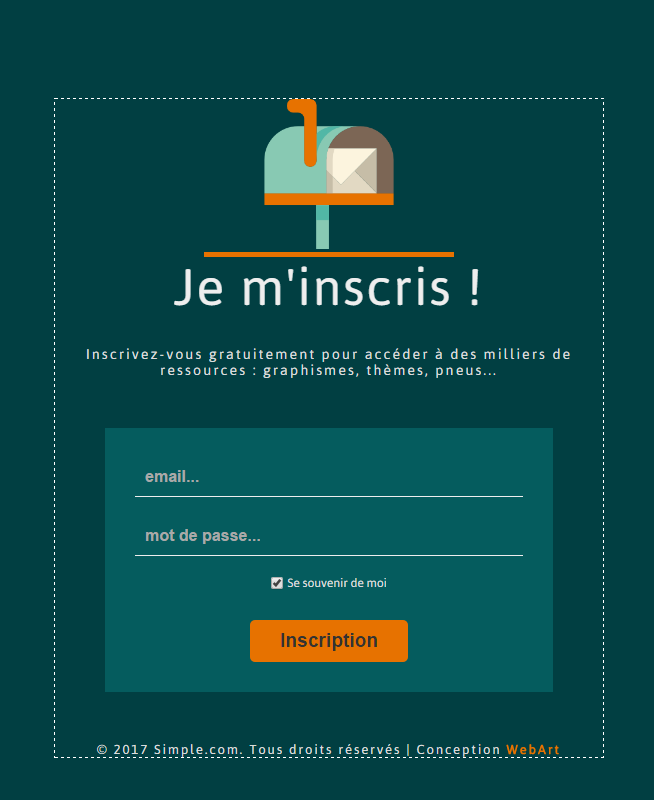 Je m'inscris !
Inscrivez-vous gratuitement pour accéder à des milliers de
ressources : graphismes, thèmes, pneus...
email...
mot de passe...
Se souvenir de moi
Inscription
© 2017 Simple.com. Tous droits réservés | Conception WebArt